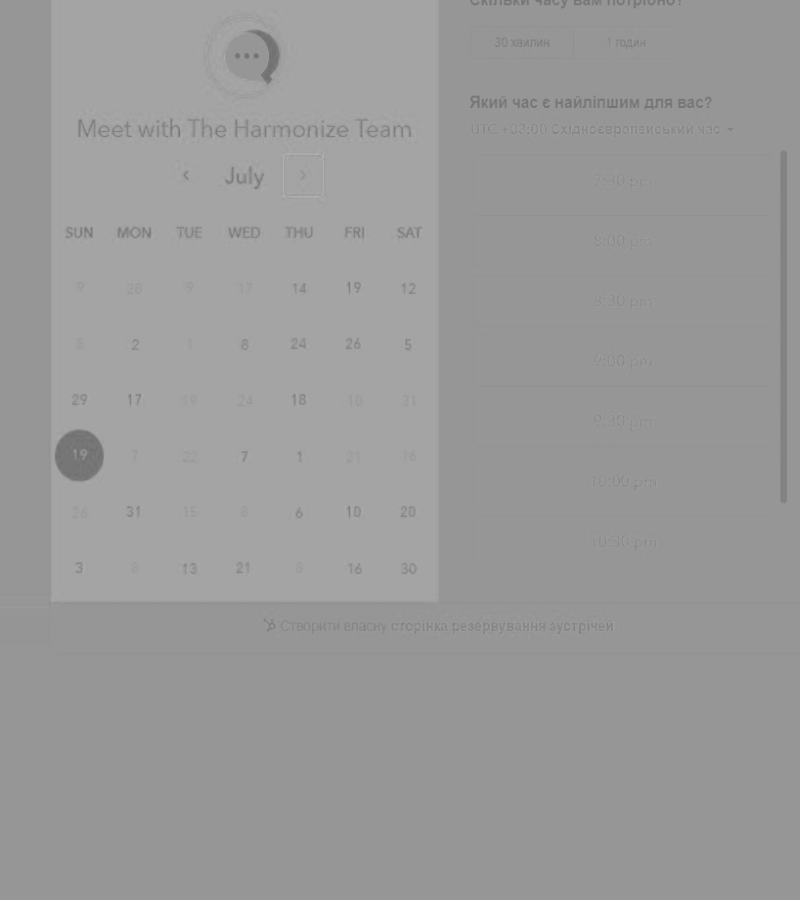 Скільки часу вам потрібно?
30 хвилин 1 годин
Який час є найліпшим для вас?
UTC +03:00 Східноєвропейський час
Meet with The Harmonize Team
July
SUN MON TUE WED THU FRI SAT
9 28 9 17 14 19 12
2 1 8 24 26 5
29 17 19 24 18 10 31
19 7 22 7 1 21 16
26 31 15 8 6 10 20
3 8 13 21 8 16 30
7:30 pm
8:00 pm
8:30 pm
9:00 pm
9:30 pm
10:00 pm
10:30 pm
Створити власну сторінка резервування зустрічей